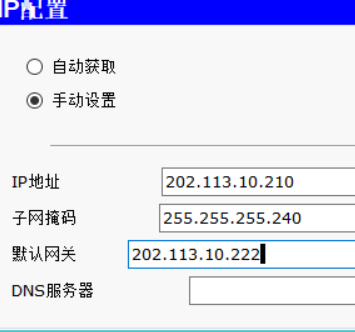 IP配置
自动获取
手动设置
IP地址 202.113.10.210
子网掩码 255.255.255.240
默认网关 202.113.10.222
DNS服务器